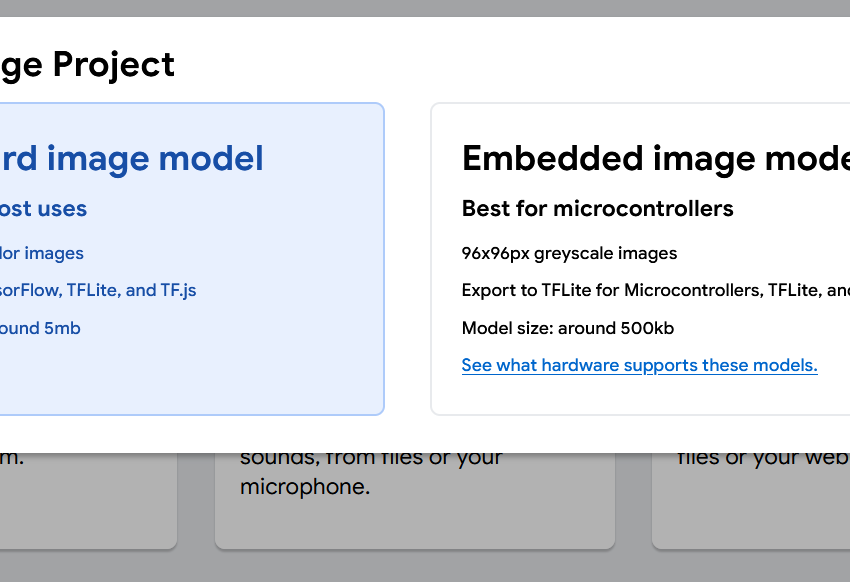 ge Project
rd image model
ost uses
lor images
sorFlow, TFLite, and TF.js
ound 5mb
Embedded image mode
Best for microcontrollers
96x96px greyscale images
Export to TFLite for Microcontrollers, TFLite, and
Model size: around 500kb
See what hardware supports these models.
m.
sounds, from files or your
microphone.
files or your web